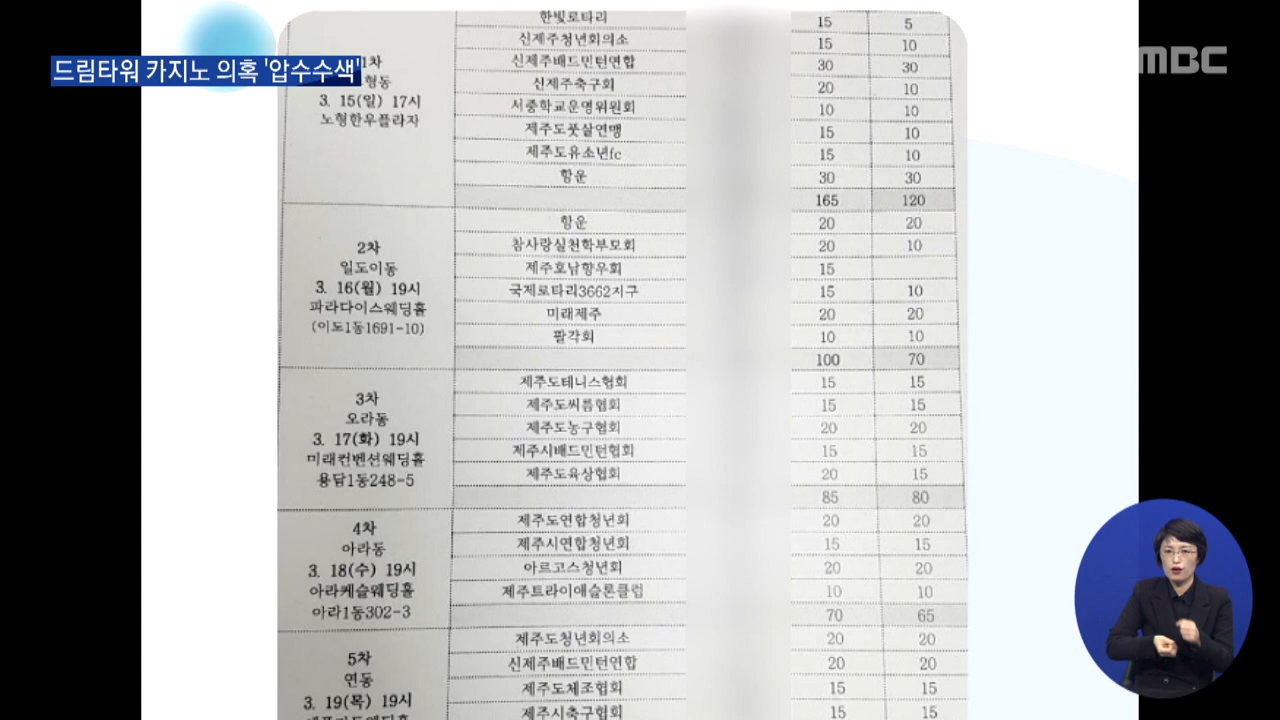 드림타워 카지노 의혹 '압수수색'
MBC
1차
형동
3. 15(일) 17시
노형한우플라자
한빛로타리 15 5
신제주청년회의소 15 10
신제주배드민턴연합 30 30
신제주축구회 20 10
서중학교운영위원회 10 10
제주도풋살연맹 15 10
제주도유소년fc 15 10
항운 30 30
165 120
2차
일도이동
3. 16(월) 19시
파라다이스웨딩홀
(이도1동1691-10)
항운 20 20
참사랑실천학부모회 20 10
제주호남향우회 15
국제로타리3662지구 15 10
미래제주 20 20
팔각회 10 10
100 70
3차
오라동
3. 17(화) 19시
미래컨벤션웨딩홀
용담1동248-5
제주도테니스협회 15 15
제주도씨름협회 15 15
제주도농구협회 20 20
제주시배드민턴협회 15 15
제주도육상협회 20 15
85 80
4차
아라동
3. 18(수) 19시
아라케슬웨딩홀
아라1동302-3
제주도연합청년회 20 20
제주시연합청년회 15 15
아르고스청년회 20 20
제주트라이애슬론클럽 10 10
70 65
5차
연동
3. 19(목) 19시
제주도청년회의소 20 20
신제주배드민턴연합 20 20
제주도체조협회 15 15
제주시축구협회 15 15